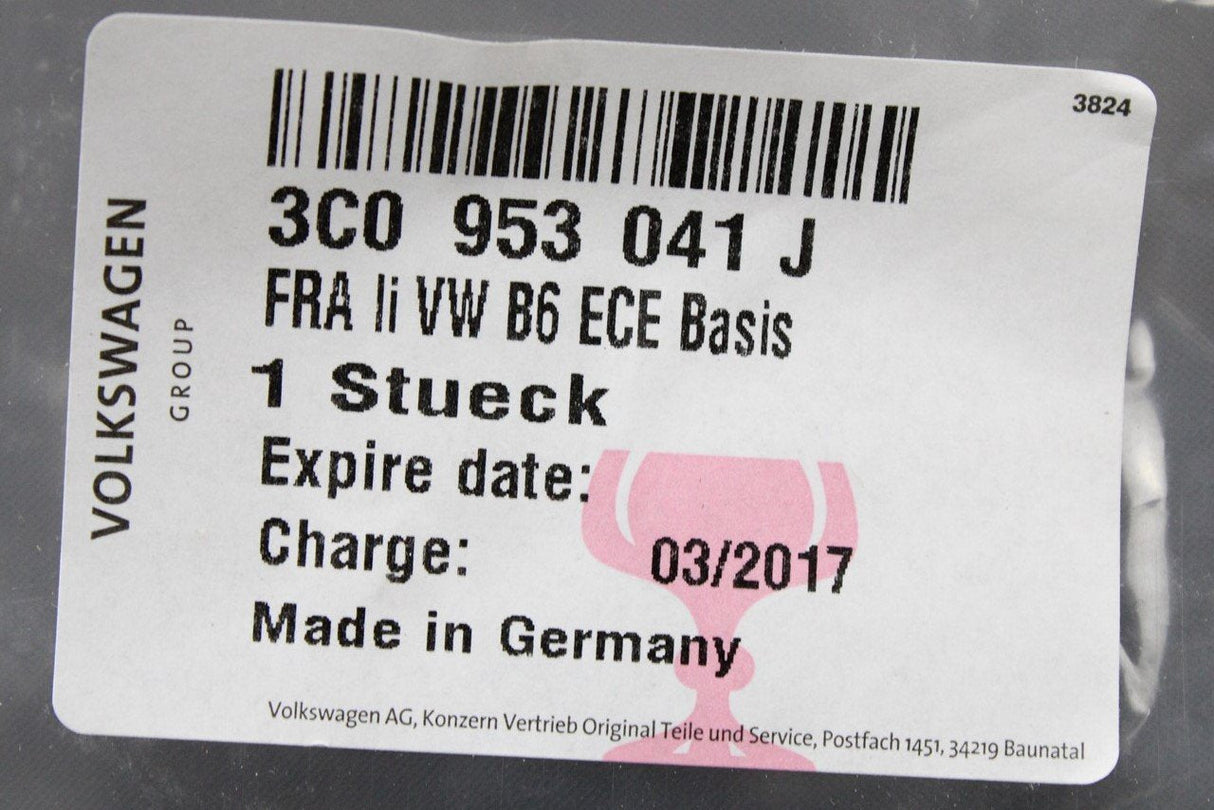 3824
3C0 953 041 J
FRA li VW B6 ECE Basis
1 Stueck
Expire date:
Charge: 03/2017
Made in Germany
Volkswagen AG, Konzern Vertrieb Original Teile und Service, Postfach 1451, 34219 Baunatal
VOLKSWAGEN
GROUP